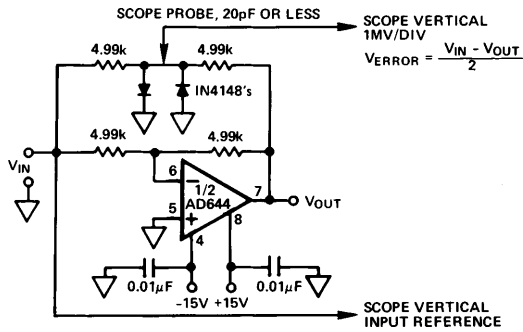 SCOPE PROBE, 20pF OR LESS
SCOPE VERTICAL
1MV/DIV
VERROR = VIN - VOUT
2
4.99k
4.99k
IN4148's
4.99k
4.99k
VIN
6
−
7
1/2
AD644
VOUT
5
+
4
8
0.01μF
0.01μF
-15V +15V
SCOPE VERTICAL
INPUT REFERENCE